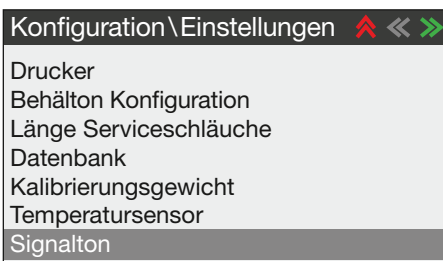 Konfiguration\Einstellungen
Drucker
Behälton Konfiguration
Länge Serviceschläuche
Datenbank
Kalibrierungsgewicht
Temperatursensor
Signalton